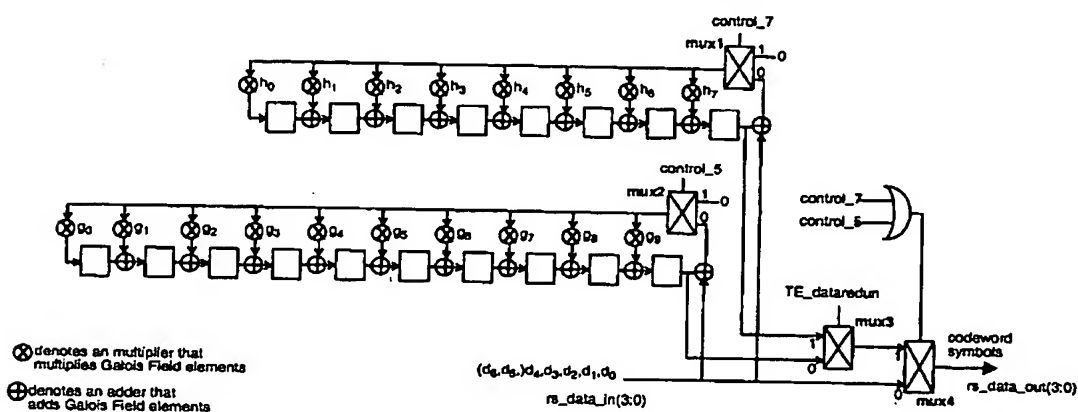 control_7
mux1
1
0
0
h0
h1
h2
h3
h4
h5
h6
h7
control_5
mux2
1
0
0
g0
g1
g2
g3
g4
g5
g6
g7
g8
g9
control_7
control_5
TE_dataredun
mux3
1
0
codeword
symbols
1
rs_data_out(3:0)
0
mux4
(d6,d5,)d4,d3,d2,d1,d0
rs_data_in(3:0)
denotes an multiplier that
multiplies Galois Field elements
denotes an adder that
adds Galois Field elements